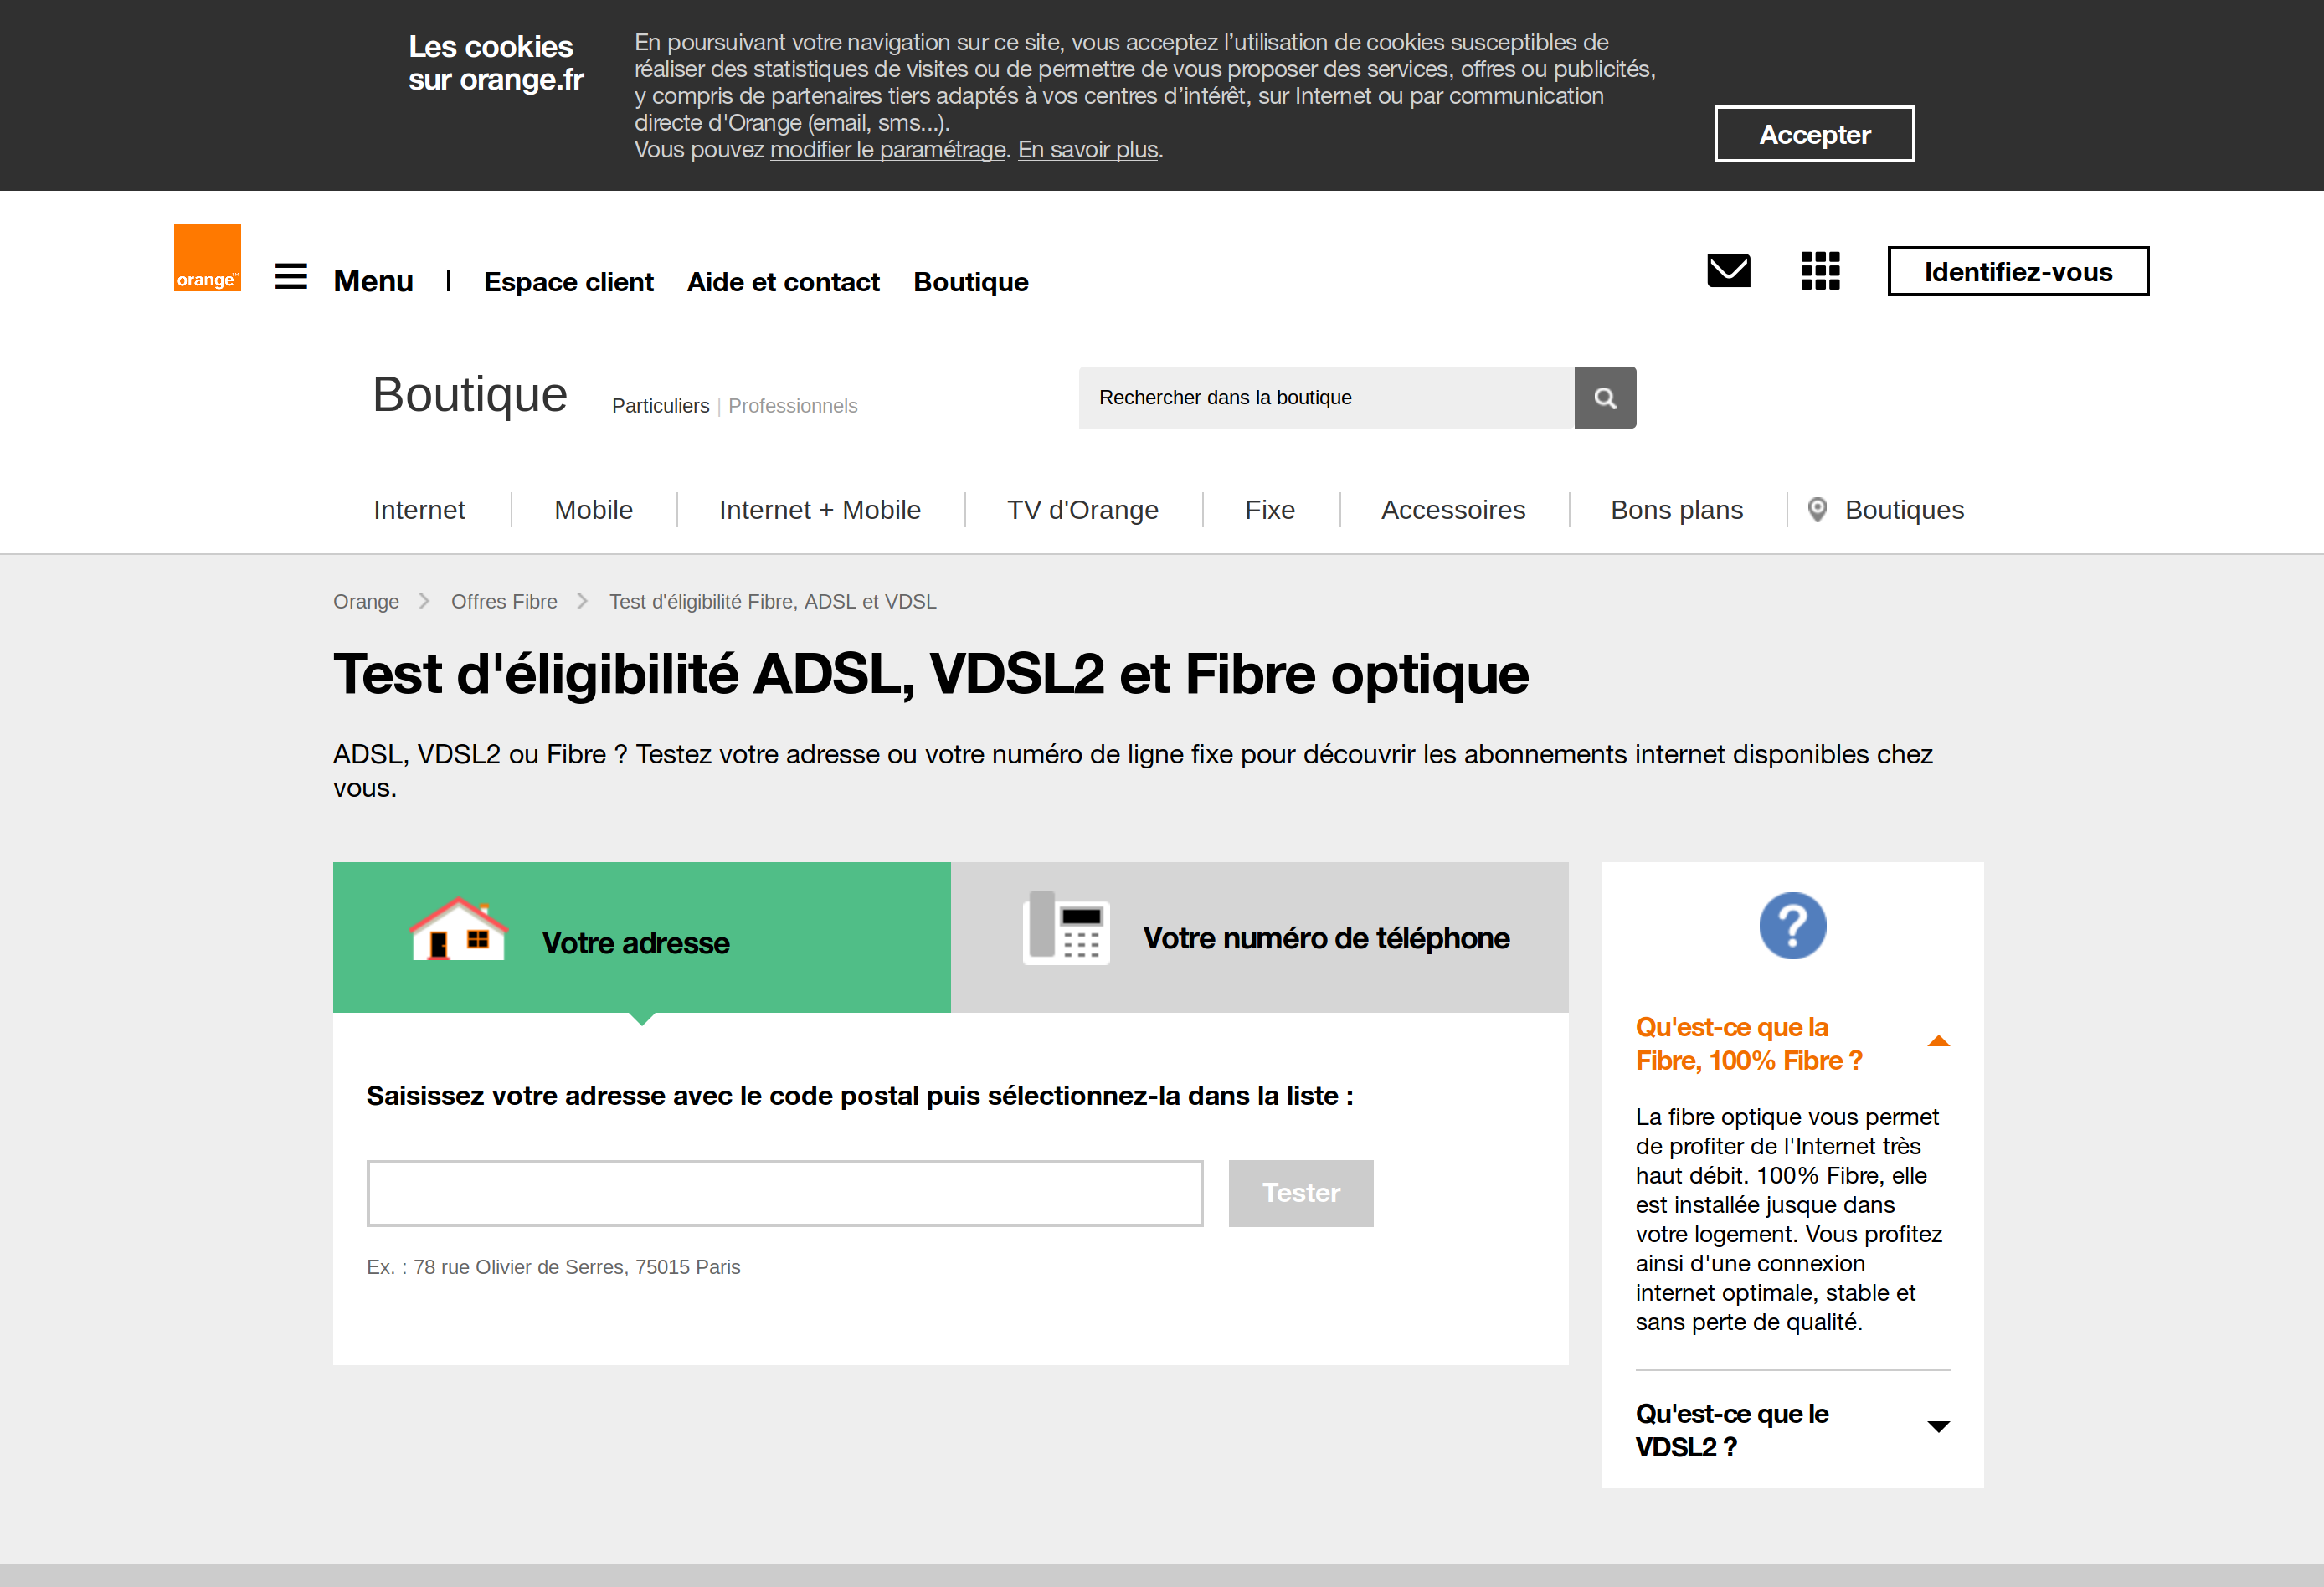 Les cookies
sur orange.fr
En poursuivant votre navigation sur ce site, vous acceptez l’utilisation de cookies susceptibles de
réaliser des statistiques de visites ou de permettre de vous proposer des services, offres ou publicités,
y compris de partenaires tiers adaptés à vos centres d’intérêt, sur Internet ou par communication
directe d'Orange (email, sms...).
Vous pouvez modifier le paramétrage. En savoir plus.
Accepter
orange™
Menu
Espace client
Aide et contact
Boutique
Identifiez-vous
Boutique
Particuliers | Professionnels
Rechercher dans la boutique
Internet
Mobile
Internet + Mobile
TV d'Orange
Fixe
Accessoires
Bons plans
Boutiques
Orange
Offres Fibre
Test d'éligibilité Fibre, ADSL et VDSL
Test d'éligibilité ADSL, VDSL2 et Fibre optique
ADSL, VDSL2 ou Fibre ? Testez votre adresse ou votre numéro de ligne fixe pour découvrir les abonnements internet disponibles chez
vous.
Votre adresse
Votre numéro de téléphone
Saisissez votre adresse avec le code postal puis sélectionnez-la dans la liste :
Tester
Ex. : 78 rue Olivier de Serres, 75015 Paris
?
Qu'est-ce que la
Fibre, 100% Fibre ?
La fibre optique vous permet
de profiter de l'Internet très
haut débit. 100% Fibre, elle
est installée jusque dans
votre logement. Vous profitez
ainsi d'une connexion
internet optimale, stable et
sans perte de qualité.
Qu'est-ce que le
VDSL2 ?